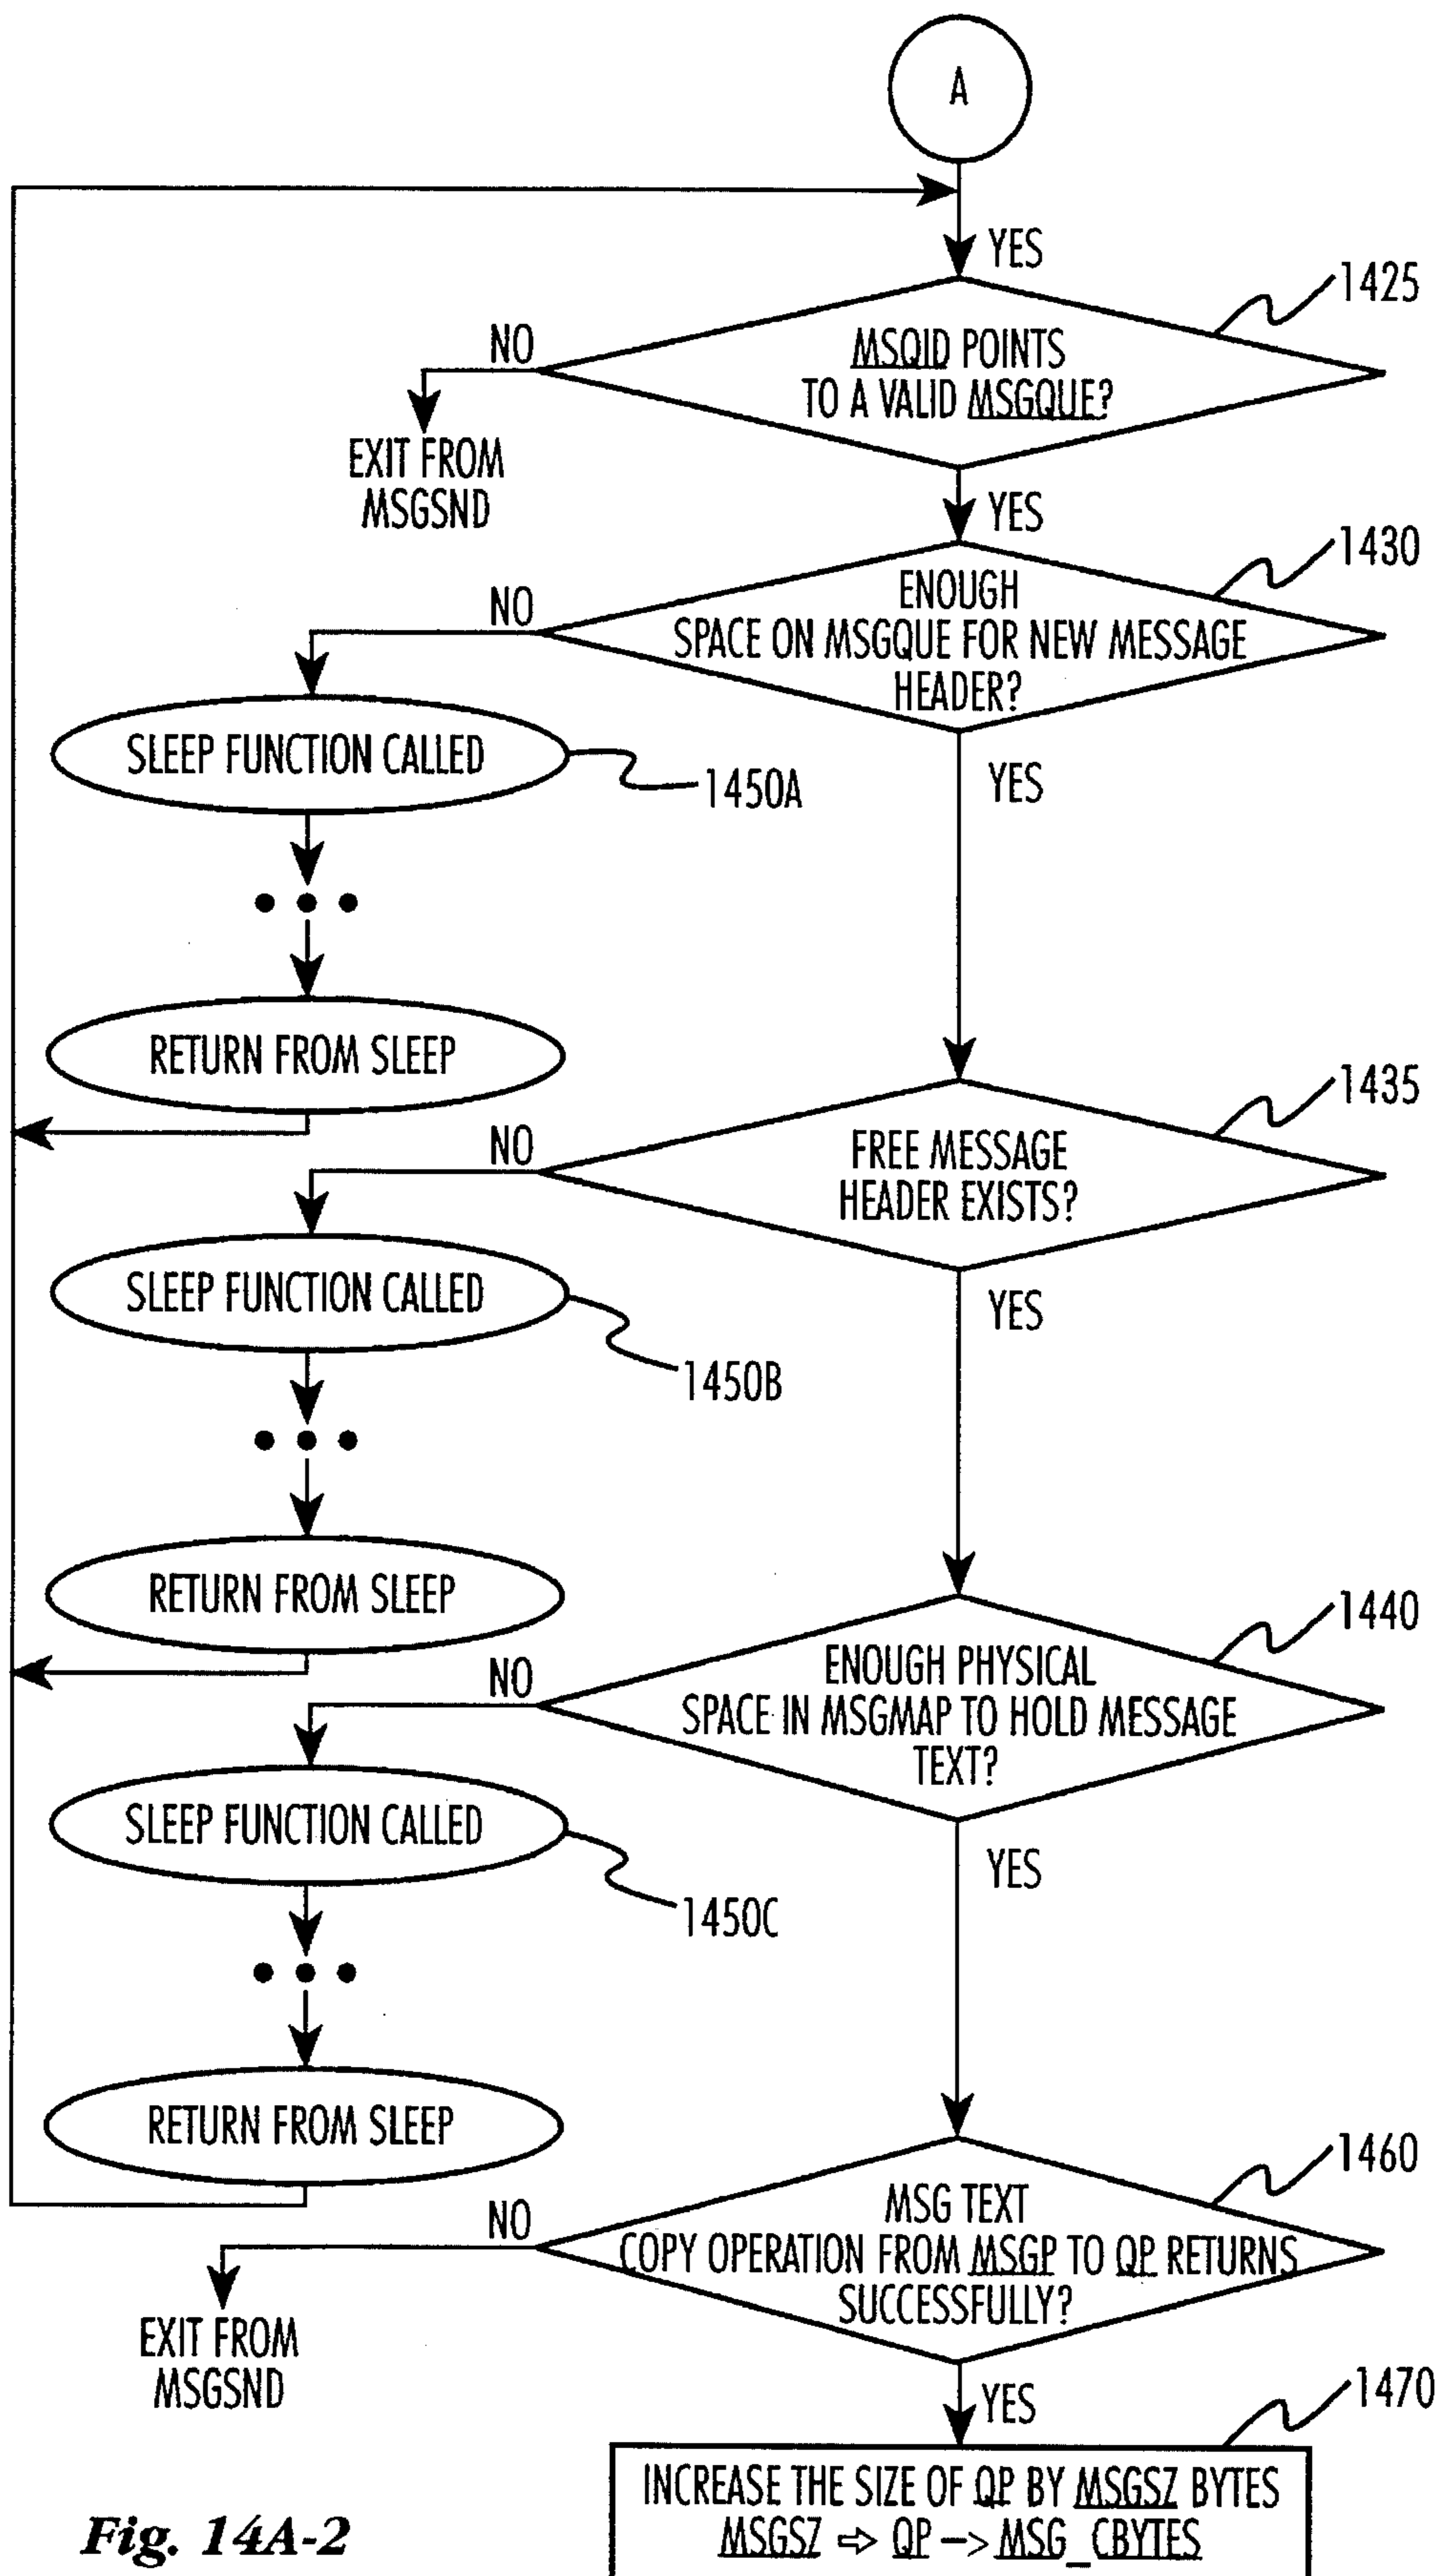 A
YES
1425
NO
MSQID POINTS
TO A VALID MSGQUE?
EXIT FROM
MSGSND
YES
1430
NO
ENOUGH
SPACE ON MSGQUE FOR NEW MESSAGE
HEADER?
SLEEP FUNCTION CALLED
1450A
YES
RETURN FROM SLEEP
1435
NO
FREE MESSAGE
HEADER EXISTS?
SLEEP FUNCTION CALLED
1450B
YES
RETURN FROM SLEEP
1440
NO
ENOUGH PHYSICAL
SPACE IN MSGMAP TO HOLD MESSAGE
TEXT?
SLEEP FUNCTION CALLED
1450C
YES
RETURN FROM SLEEP
1460
NO
MSG TEXT
COPY OPERATION FROM MSGP TO QP RETURNS
SUCCESSFULLY?
EXIT FROM
MSGSND
YES
1470
INCREASE THE SIZE OF QP BY MSGSZ BYTES
MSGSZ ⇨ QP –> MSG_CBYTES
Fig. 14A-2